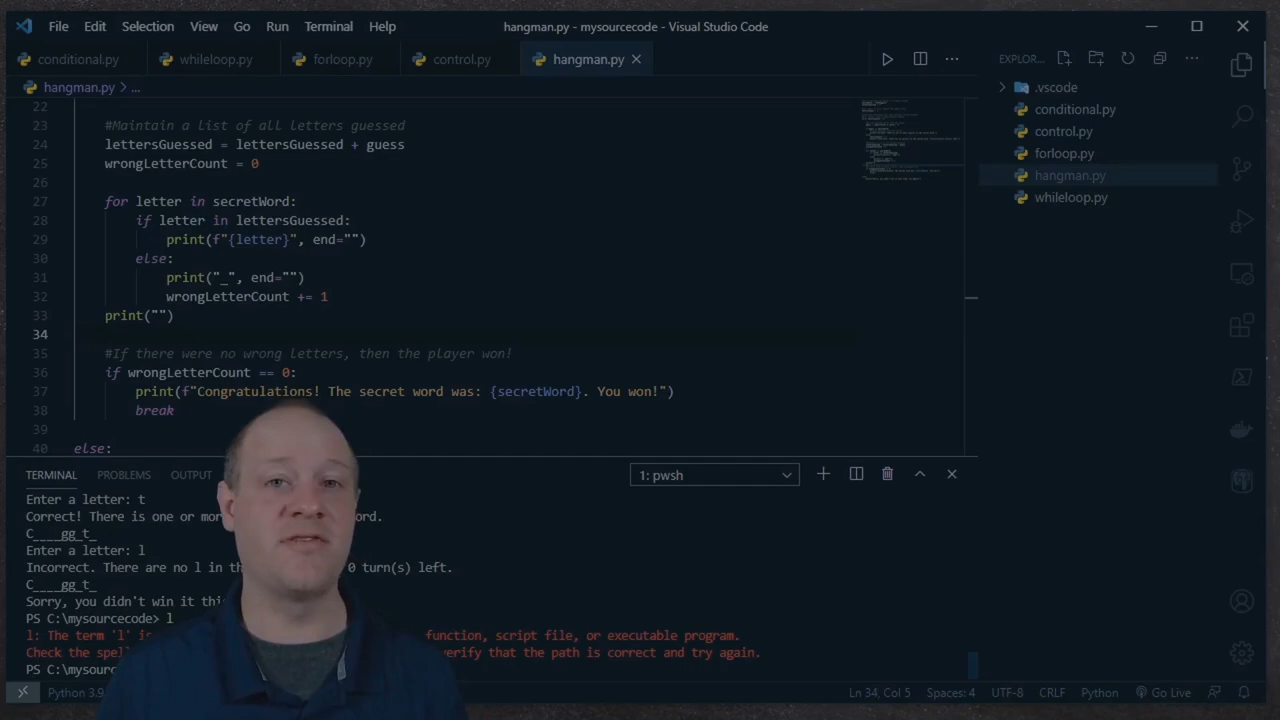 File Edit Selection View Go Run Terminal Help
hangman.py - mysourcecode - Visual Studio Code
conditional.py whileloop.py forloop.py control.py hangman.py
hangman.py > ...
22
23 #Maintain a list of all letters guessed
24 lettersGuessed = lettersGuessed + guess
25 wrongLetterCount = 0
26
27 for letter in secretWord:
28 if letter in lettersGuessed:
29 print(f"{letter}", end="")
30 else:
31 print("_", end="")
32 wrongLetterCount += 1
33 print("")
34
35 #If there were no wrong letters, then the player won!
36 if wrongLetterCount == 0:
37 print(f"Congratulations! The secret word was: {secretWord}. You won!")
38 break
39
40 else:
EXPLOR...
.vscode
conditional.py
control.py
forloop.py
hangman.py
whileloop.py
TERMINAL PROBLEMS OUTPUT
1: pwsh
Enter a letter: t
Correct! There is one or mor rd.
C____gg_t_
Enter a letter: l
Incorrect. There are no l in th 0 turn(s) left.
C____gg_t_
Sorry, you didn't win it thi
PS C:\mysourcecode> l
l: The term 'l' is function, script file, or executable program.
Check the spell verify that the path is correct and try again.
PS C:\mysourc
Python 3.9 Ln 34, Col 5 Spaces: 4 UTF-8 CRLF Python Go Live